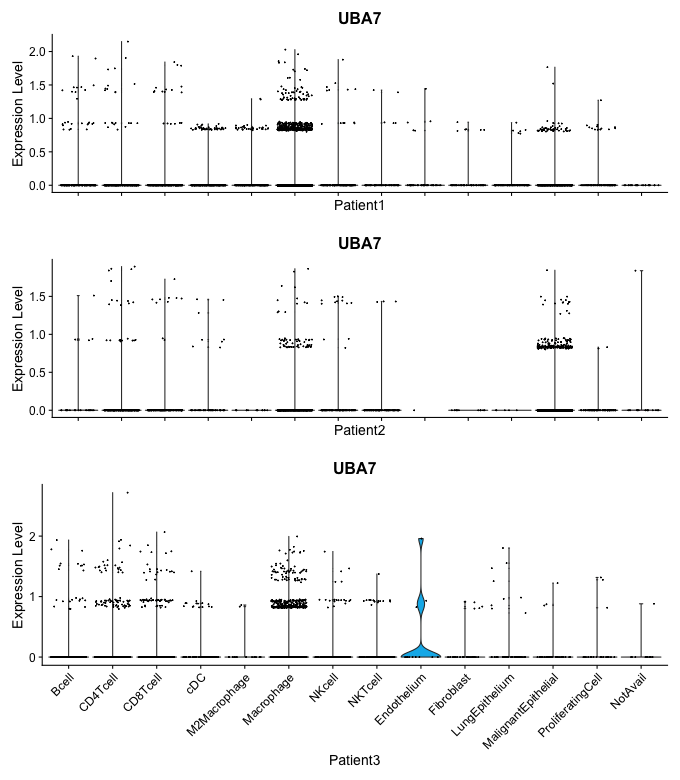 UBA7
Expression Level
2.0
1.5
1.0
0.5
0.0
Patient1
UBA7
Expression Level
1.5
1.0
0.5
0.0
Patient2
UBA7
Expression Level
2
1
0
Bcell
CD4Tcell
CD8Tcell
cDC
M2Macrophage
Macrophage
NKcell
NKTcell
Endothelium
Fibroblast
LungEpithelium
MalignantEpithelial
ProliferatingCell
NotAvail
Patient3